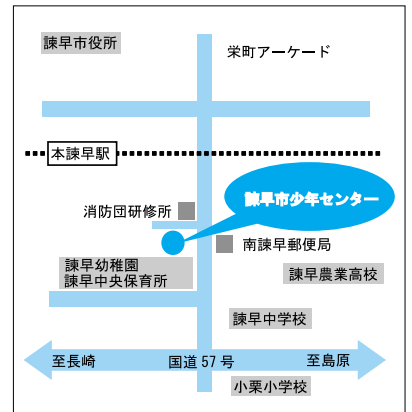 諫早市役所
栄町アーケード
本諫早駅
諫早市少年センター
消防団研修所
南諫早郵便局
諫早幼稚園
諫早中央保育所
諫早農業高校
諫早中学校
至長崎
国道57号
至島原
小栗小学校